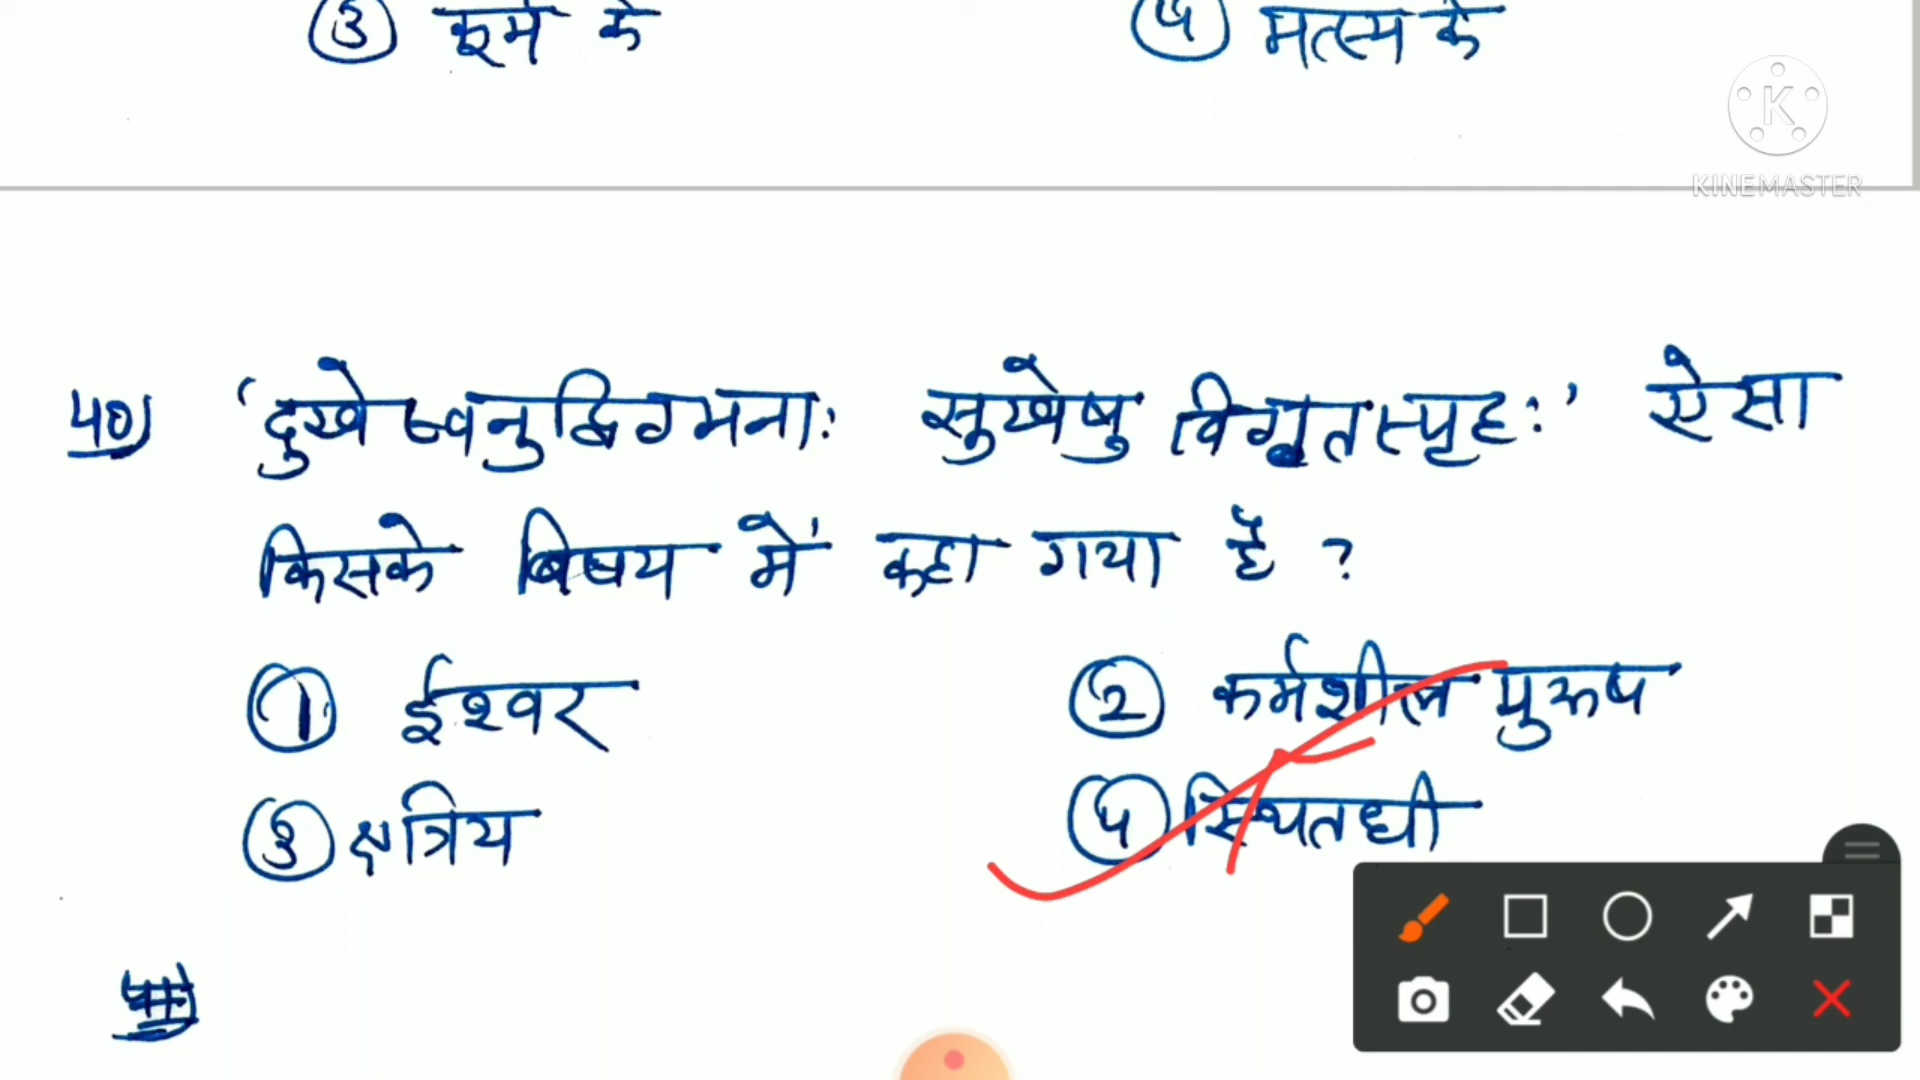 ③ कूर्म के ④ मत्स्य के
KINEMASTER
40) 'दुखेष्वनुद्विगमनाः सुखेषु विगतस्पृहः' ऐसा
किसके विषय में कहा गया है ?
① ईश्वर ② कर्मशील पुरुष
③ क्षत्रिय ④ स्थितधी